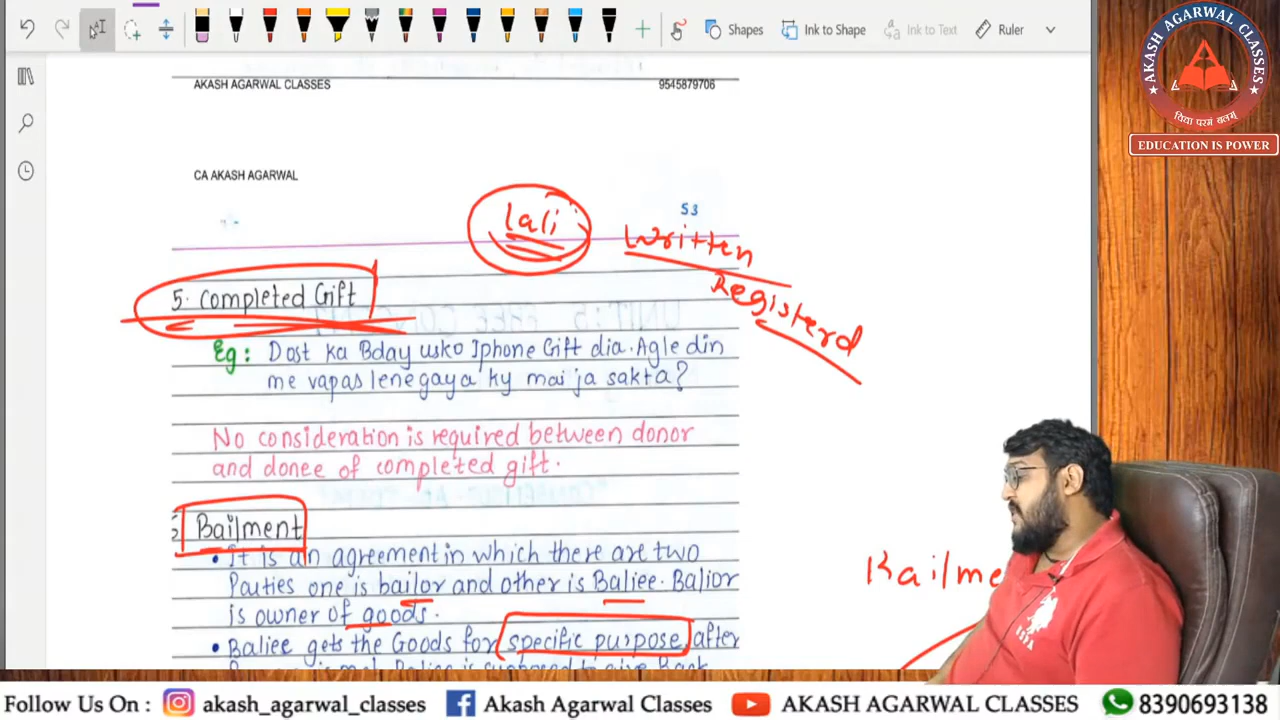 Shapes
Ink to Shape
Ink to Text
Ruler
AKASH AGARWAL CLASSES
विद्या परमं बलम्
EDUCATION IS POWER
AKASH AGARWAL CLASSES
9545879706
CA AKASH AGARWAL
53
lali
Written
Registerd
5. Completed Gift
Eg: Dost ka Bday usko Iphone Gift dia. Agle din
me vapas lene gaya ky mai ja sakta?
No consideration is required between donor
and donee of completed gift.
Bailment
• It is an agreement in which there are two
Parties one is bailor and other is Baliee. Balior
is owner of goods.
• Baliee gets the Goods for specific purpose after
Bailme
Follow Us On :
akash_agarwal_classes
Akash Agarwal Classes
AKASH AGARWAL CLASSES
8390693138